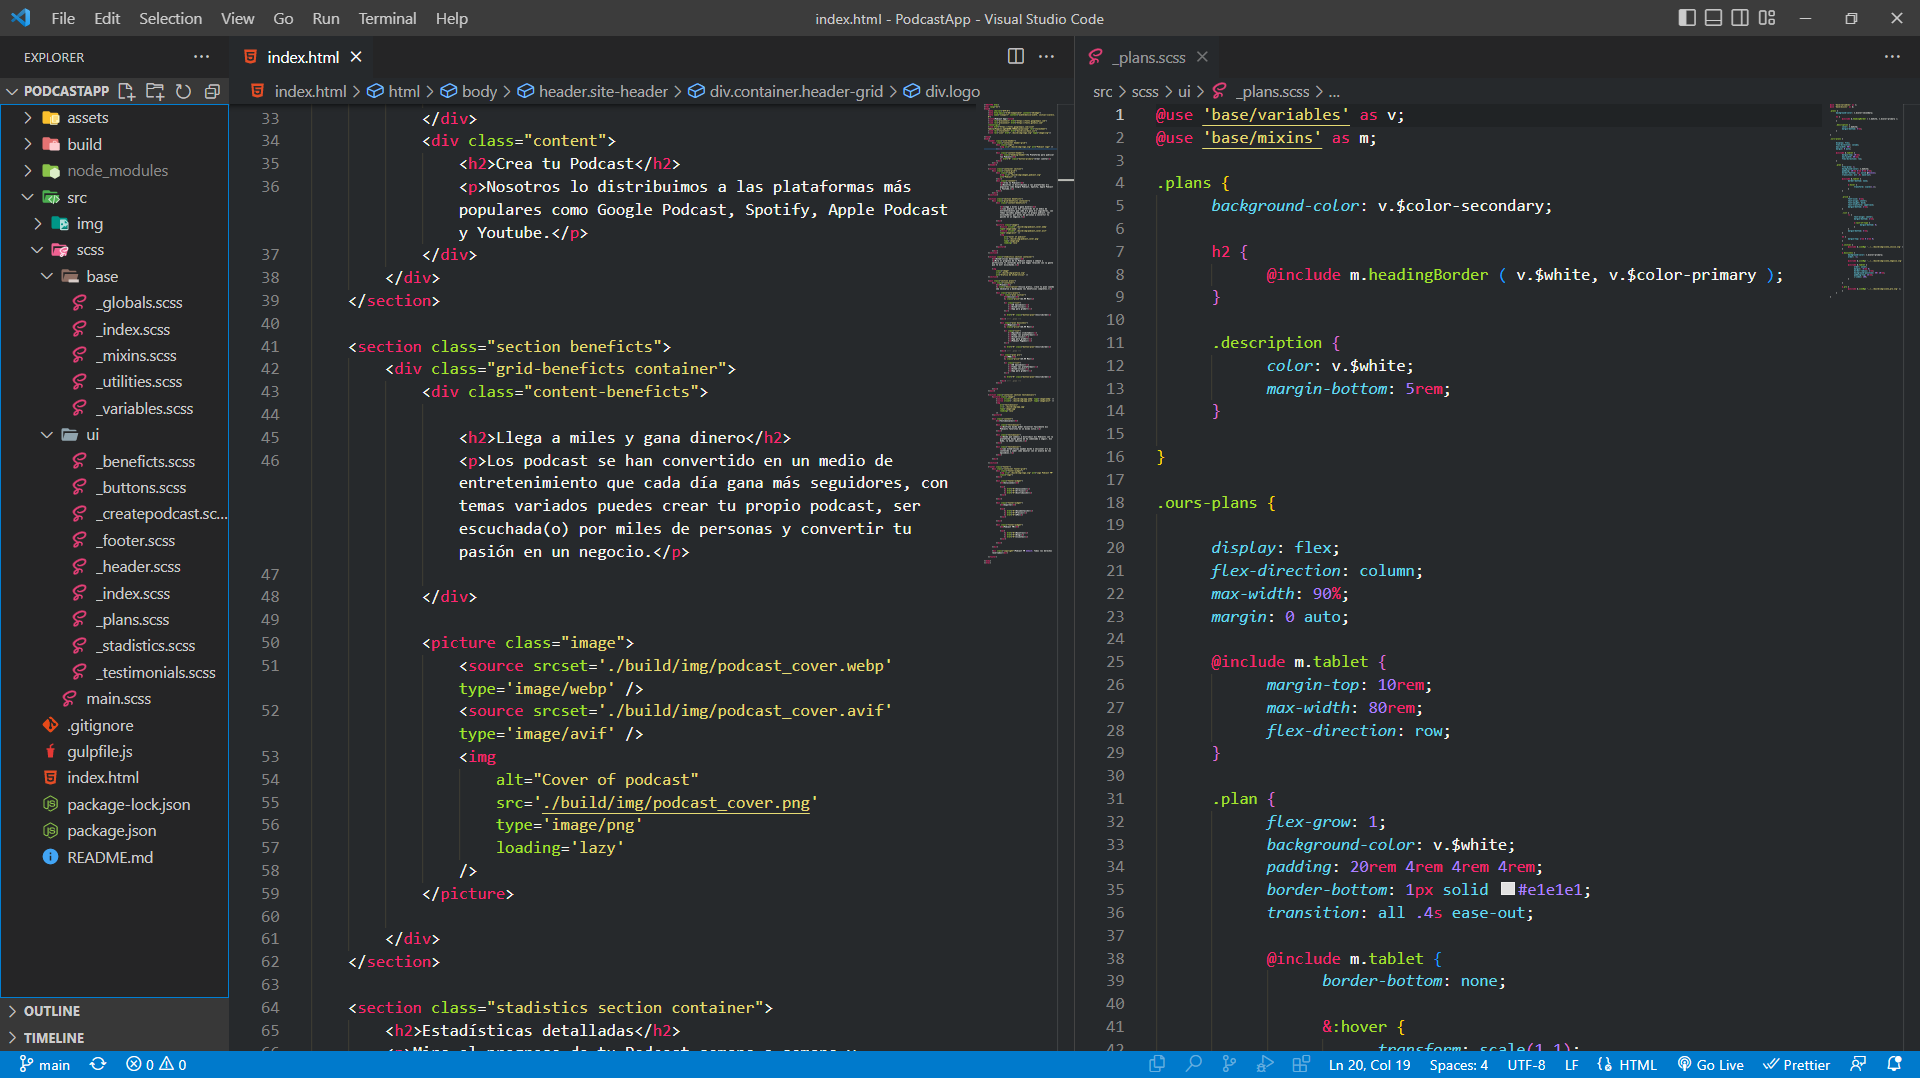 File Edit Selection View Go Run Terminal Help
index.html - PodcastApp - Visual Studio Code
EXPLORER
PODCASTAPP
assets
build
node_modules
src
img
scss
base
_globals.scss
_index.scss
_mixins.scss
_utilities.scss
_variables.scss
ui
_beneficts.scss
_buttons.scss
_createpodcast.sc...
_footer.scss
_header.scss
_index.scss
_plans.scss
_stadistics.scss
_testimonials.scss
main.scss
.gitignore
gulpfile.js
index.html
package-lock.json
package.json
README.md
OUTLINE
TIMELINE
index.html
index.html > html > body > header.site-header > div.container.header-grid > div.logo
33 </div>
34 <div class="content">
35 <h2>Crea tu Podcast</h2>
36 <p>Nosotros lo distribuimos a las plataformas más
populares como Google Podcast, Spotify, Apple Podcast
y Youtube.</p>
37 </div>
38 </div>
39 </section>
40
41 <section class="section beneficts">
42 <div class="grid-beneficts container">
43 <div class="content-beneficts">
44
45 <h2>Llega a miles y gana dinero</h2>
46 <p>Los podcast se han convertido en un medio de
entretenimiento que cada día gana más seguidores, con
temas variados puedes crear tu propio podcast, ser
escuchada(o) por miles de personas y convertir tu
pasión en un negocio.</p>
47
48 </div>
49
50 <picture class="image">
51 <source srcset='./build/img/podcast_cover.webp'
type='image/webp' />
52 <source srcset='./build/img/podcast_cover.avif'
type='image/avif' />
53 <img
54 alt="Cover of podcast"
55 src='./build/img/podcast_cover.png'
56 type='image/png'
57 loading='lazy'
58 />
59 </picture>
60
61 </div>
62 </section>
63
64 <section class="stadistics section container">
65 <h2>Estadísticas detalladas</h2>
_plans.scss
src > scss > ui > _plans.scss > ...
1 @use 'base/variables' as v;
2 @use 'base/mixins' as m;
3
4 .plans {
5 background-color: v.$color-secondary;
6
7 h2 {
8 @include m.headingBorder ( v.$white, v.$color-primary );
9 }
10
11 .description {
12 color: v.$white;
13 margin-bottom: 5rem;
14 }
15
16 }
17
18 .ours-plans {
19
20 display: flex;
21 flex-direction: column;
22 max-width: 90%;
23 margin: 0 auto;
24
25 @include m.tablet {
26 margin-top: 10rem;
27 max-width: 80rem;
28 flex-direction: row;
29 }
30
31 .plan {
32 flex-grow: 1;
33 background-color: v.$white;
34 padding: 20rem 4rem 4rem 4rem;
35 border-bottom: 1px solid #e1e1e1;
36 transition: all .4s ease-out;
37
38 @include m.tablet {
39 border-bottom: none;
40
41 &:hover {
42 transform: scale(1.1);
main 0 0
Ln 20, Col 19 Spaces: 4 UTF-8 LF HTML Go Live Prettier